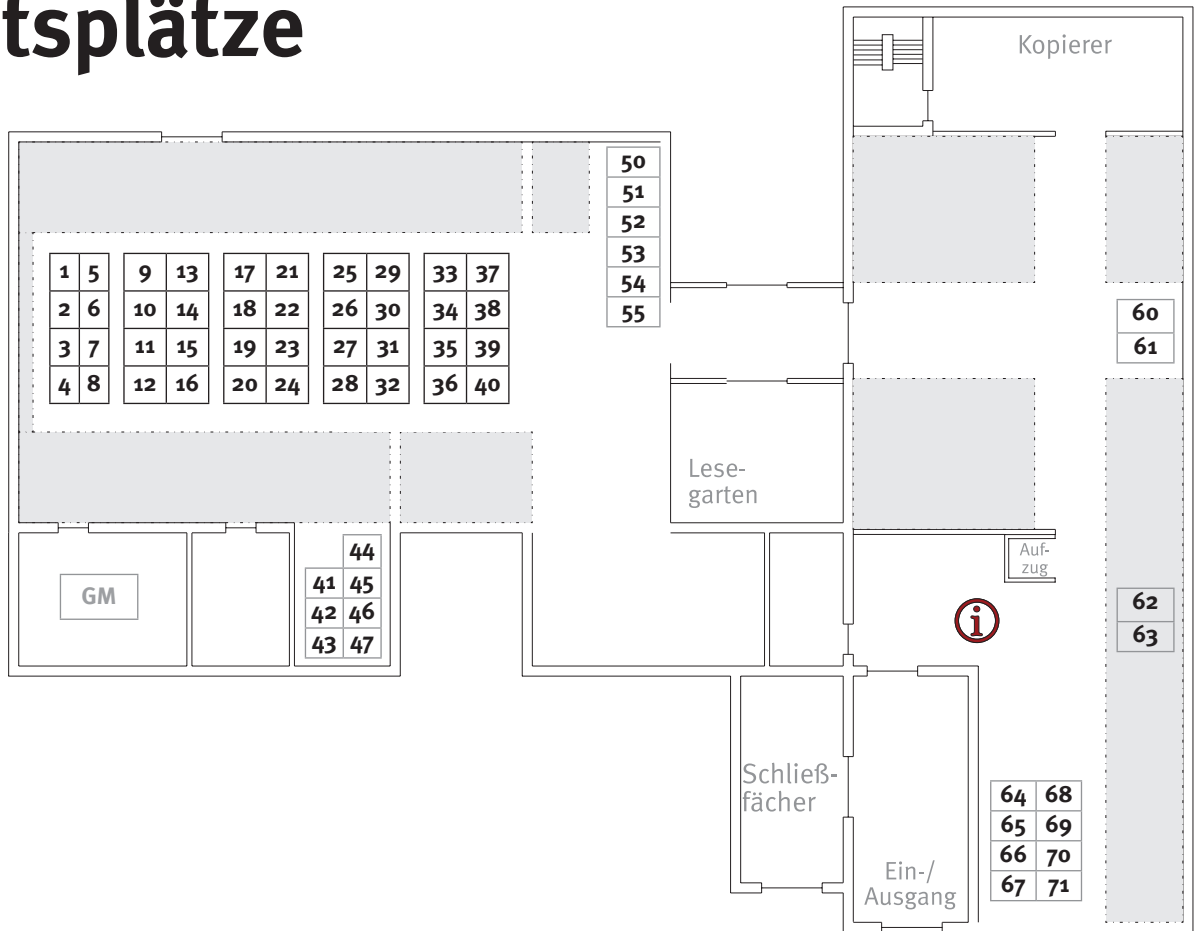 tsplätze
Kopierer
50
51
52
53
54
55
1 5 9 13 17 21 25 29 33 37
2 6 10 14 18 22 26 30 34 38
3 7 11 15 19 23 27 31 35 39
4 8 12 16 20 24 28 32 36 40
60
61
Lese-
garten
44
41 45
42 46
43 47
GM
Auf-
zug
i
62
63
Schließ-
fächer
64 68
65 69
66 70
67 71
Ein-/
Ausgang